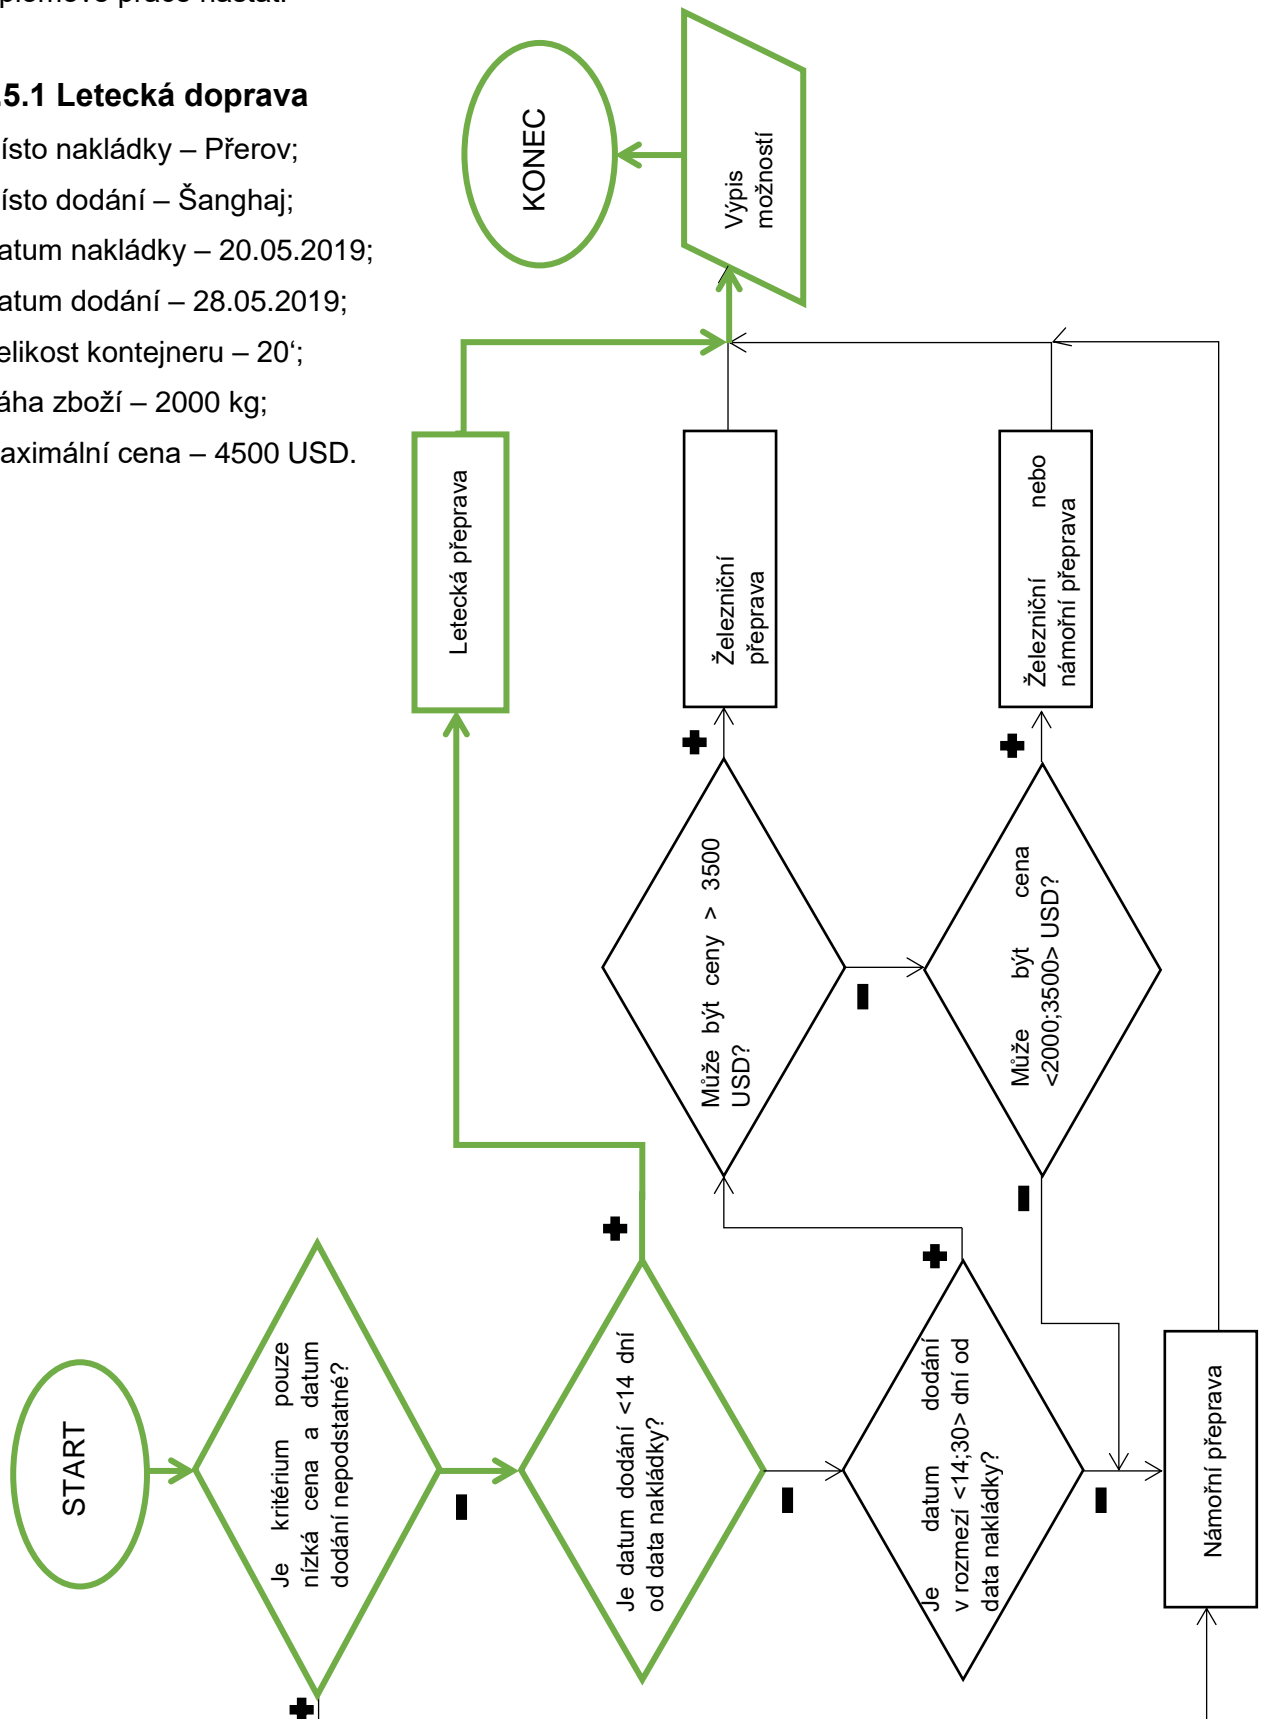 .5.1 Letecká doprava
ísto nakládky – Přerov;
ísto dodání – Šanghaj;
atum nakládky – 20.05.2019;
atum dodání – 28.05.2019;
elikost kontejneru – 20‘;
áha zboží – 2000 kg;
aximální cena – 4500 USD.
KONEC
Výpis
možností
Letecká přeprava
Železniční
přeprava
Železniční nebo
námořní přeprava
Může být ceny > 3500
USD?
Může být cena
<2000;3500> USD?
START
Je kritérium pouze
nízká cena a datum
dodání nepodstatné?
Je datum dodání <14 dní
od data nakládky?
Je datum dodání
v rozmezí <14;30> dní od
data nakládky?
Námořní přeprava